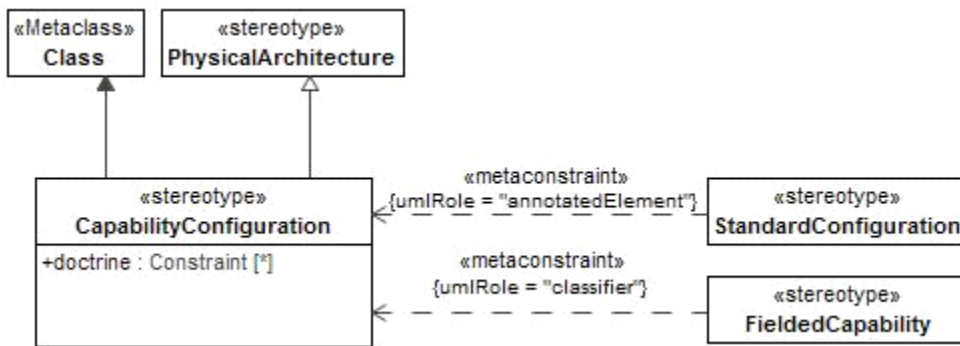 «Metaclass»
Class
«stereotype»
PhysicalArchitecture
«stereotype»
CapabilityConfiguration
+doctrine : Constraint [*]
«metaconstraint»
{umlRole = "annotatedElement"}
«stereotype»
StandardConfiguration
«metaconstraint»
{umlRole = "classifier"}
«stereotype»
FieldedCapability